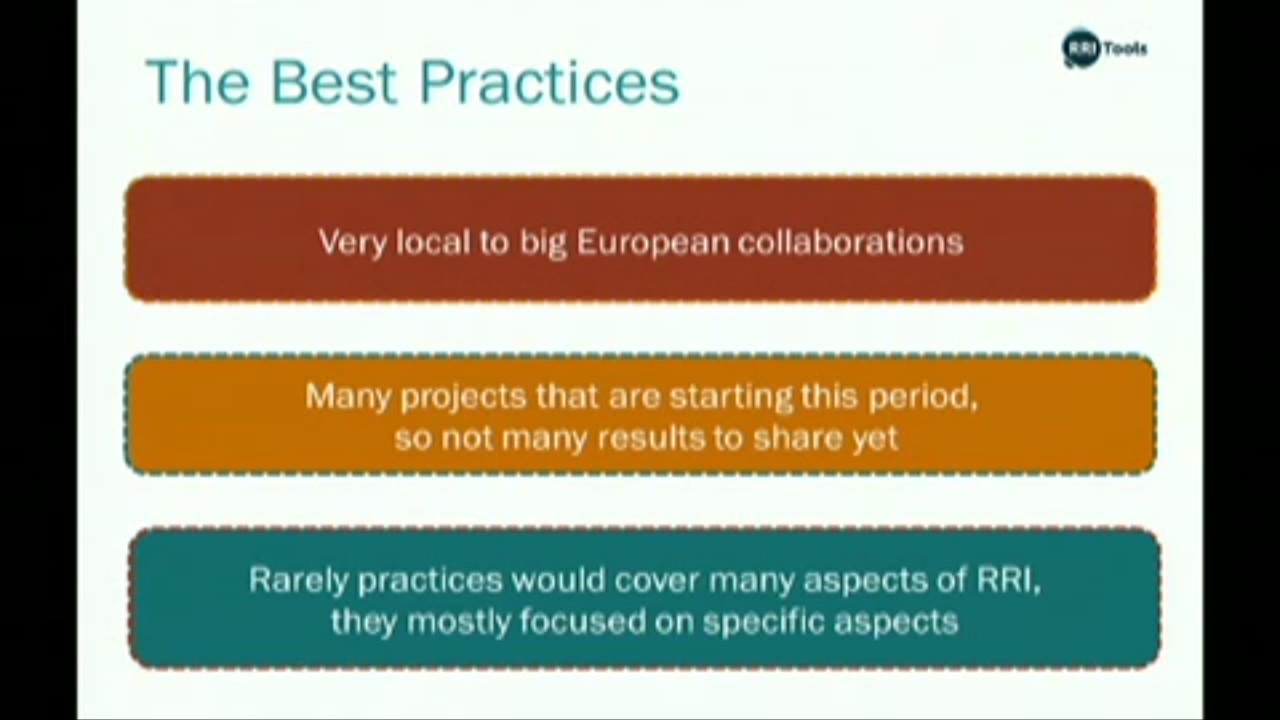 RRI Tools
The Best Practices
Very local to big European collaborations
Many projects that are starting this period,
so not many results to share yet
Rarely practices would cover many aspects of RRI,
they mostly focused on specific aspects